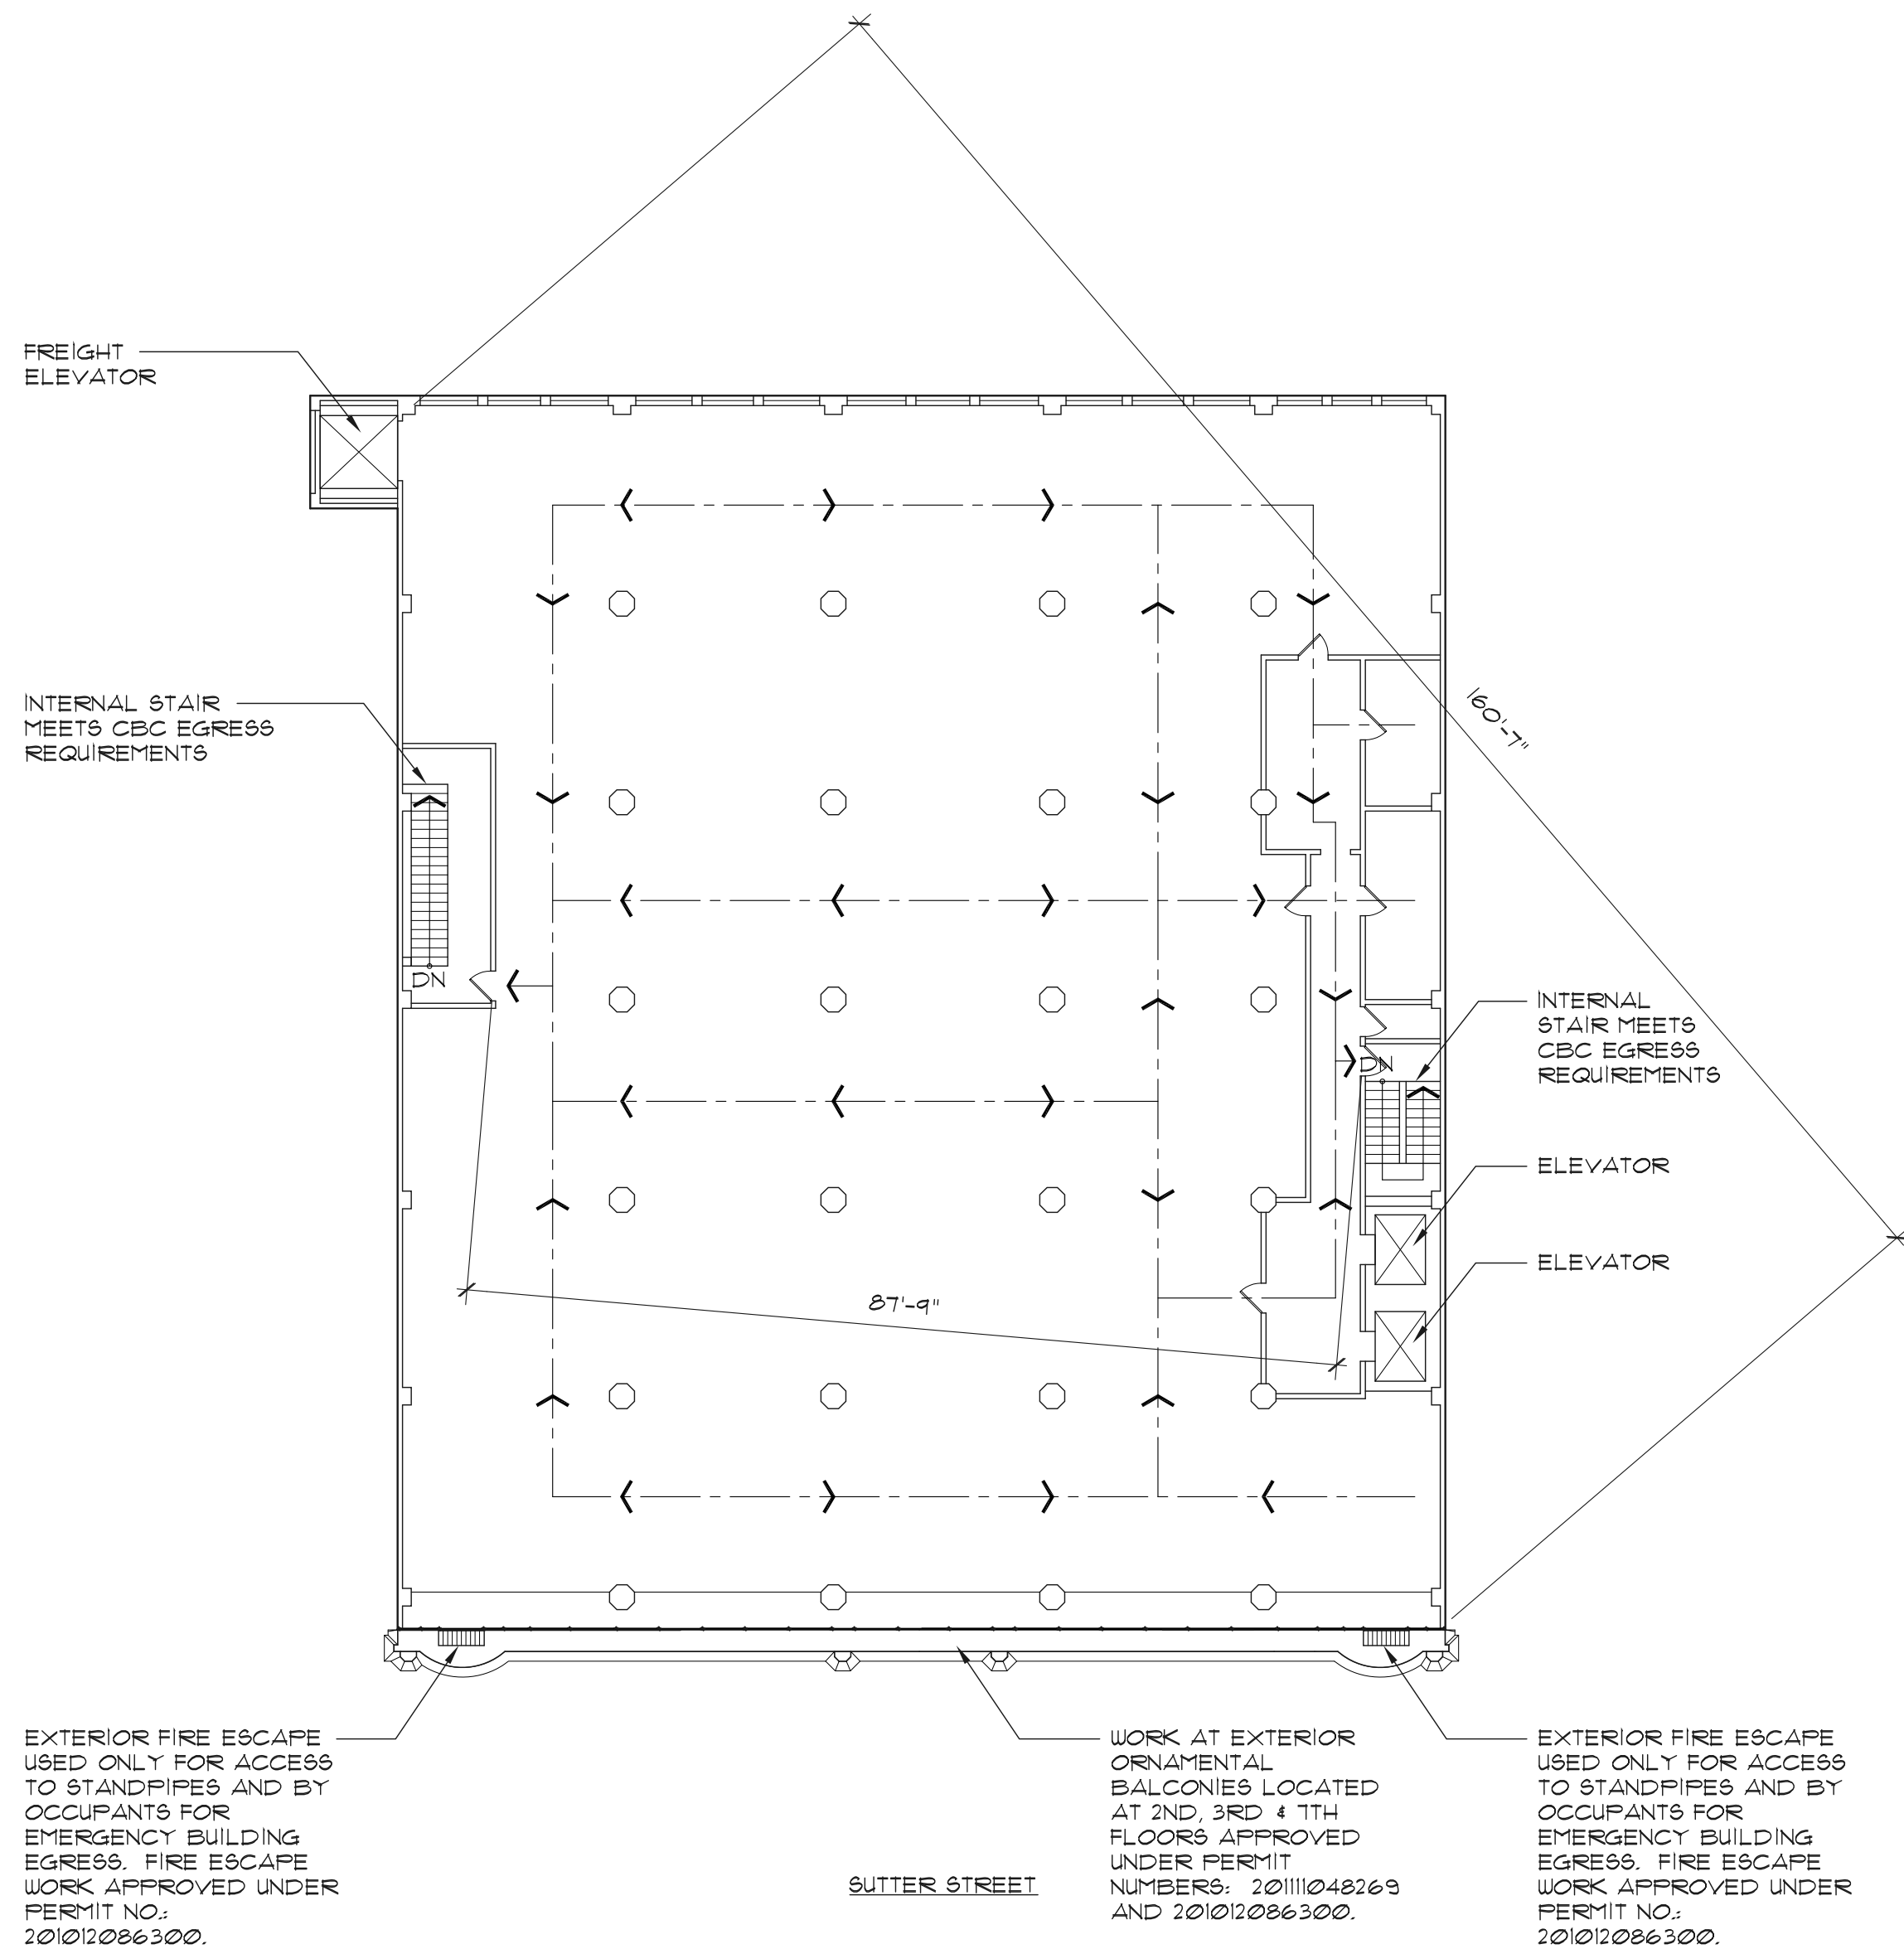 FREIGHT
ELEVATOR
INTERNAL STAIR
MEETS CBC EGRESS
REQUIREMENTS
160'-7"
DN
INTERNAL
STAIR MEETS
CBC EGRESS
REQUIREMENTS
DN
ELEVATOR
ELEVATOR
87'-9"
EXTERIOR FIRE ESCAPE
USED ONLY FOR ACCESS
TO STANDPIPES AND BY
OCCUPANTS FOR
EMERGENCY BUILDING
EGRESS. FIRE ESCAPE
WORK APPROVED UNDER
PERMIT NO.:
201012086300.
SUTTER STREET
WORK AT EXTERIOR
ORNAMENTAL
BALCONIES LOCATED
AT 2ND, 3RD & 7TH
FLOORS APPROVED
UNDER PERMIT
NUMBERS: 201111048269
AND 201012086300.
EXTERIOR FIRE ESCAPE
USED ONLY FOR ACCESS
TO STANDPIPES AND BY
OCCUPANTS FOR
EMERGENCY BUILDING
EGRESS. FIRE ESCAPE
WORK APPROVED UNDER
PERMIT NO.:
201012086300.